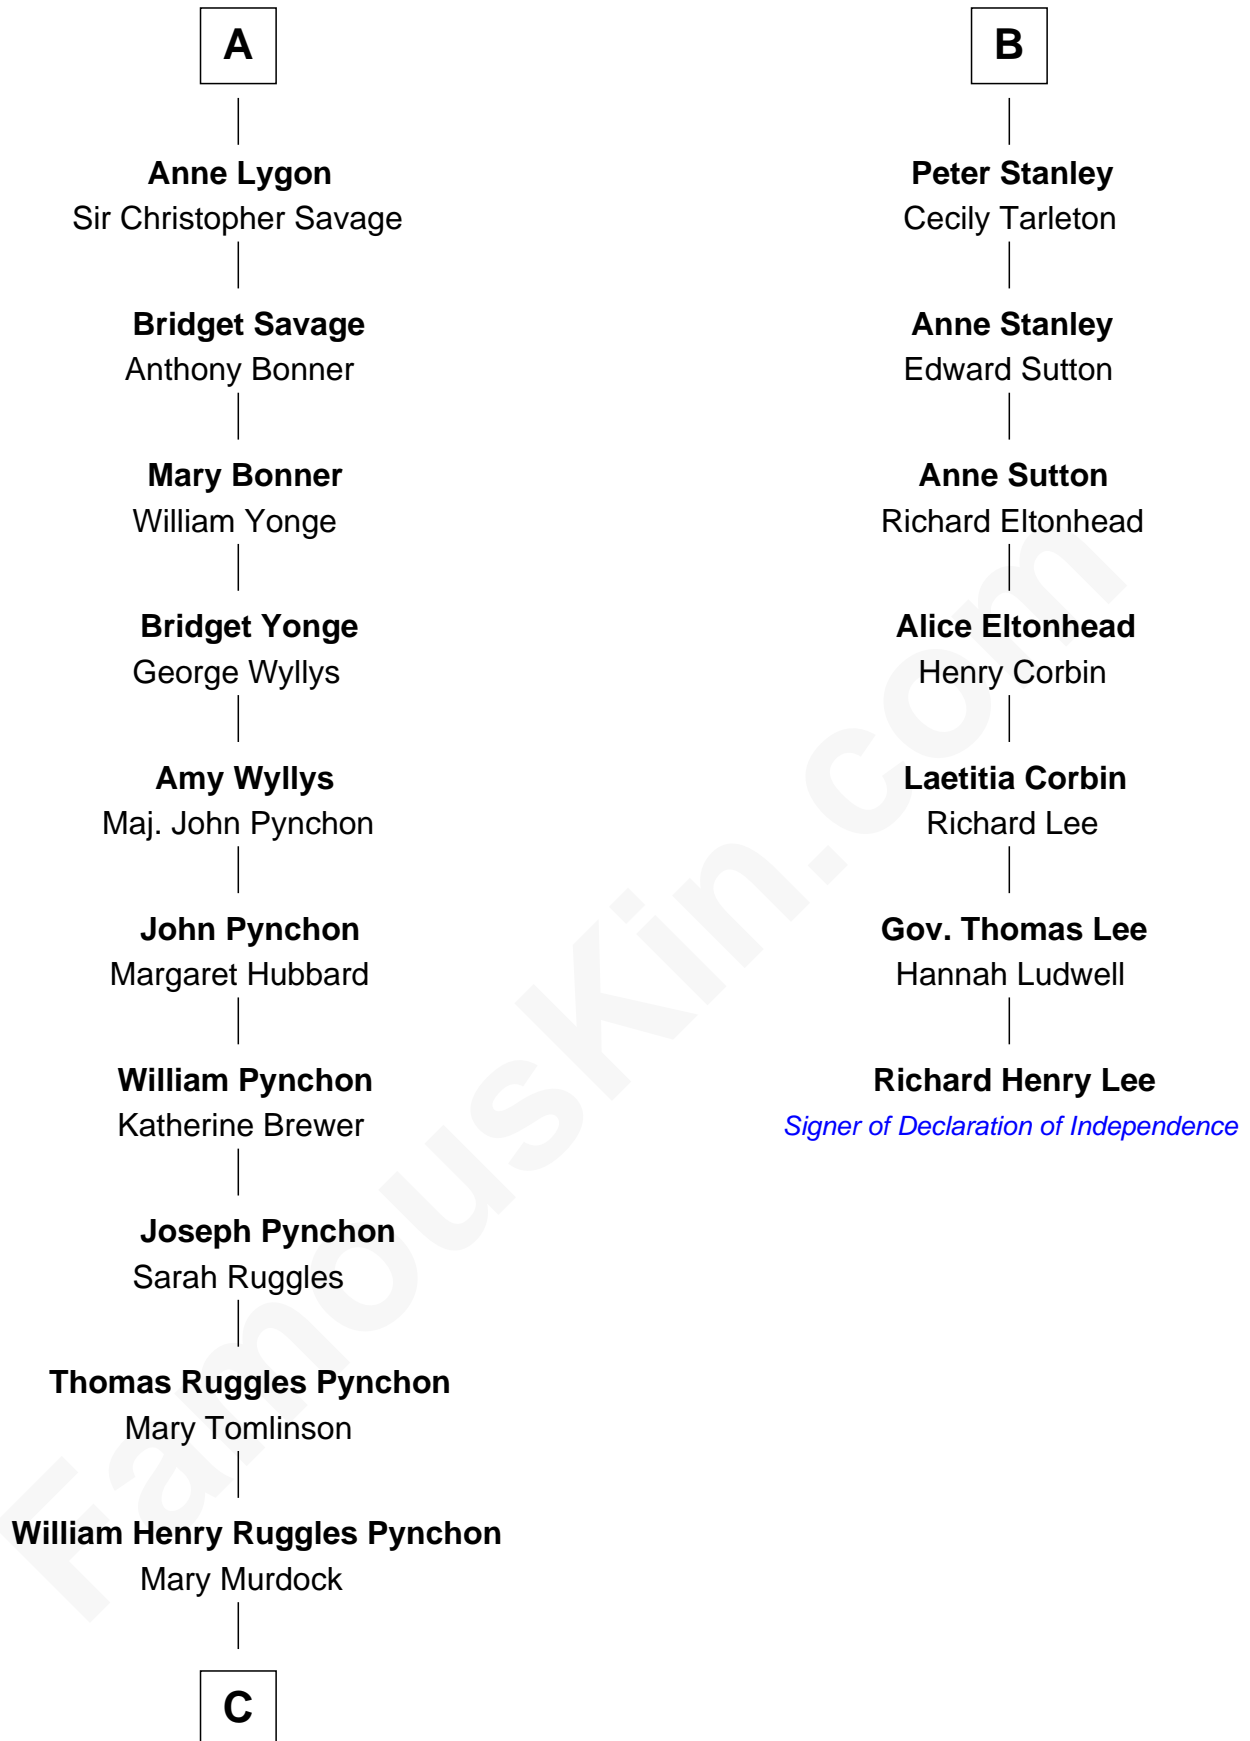 A
Anne Lygon
Sir Christopher Savage
Bridget Savage
Anthony Bonner
Mary Bonner
William Yonge
Bridget Yonge
George Wyllys
Amy Wyllys
Maj. John Pynchon
John Pynchon
Margaret Hubbard
William Pynchon
Katherine Brewer
Joseph Pynchon
Sarah Ruggles
Thomas Ruggles Pynchon
Mary Tomlinson
William Henry Ruggles Pynchon
Mary Murdock
C
B
Peter Stanley
Cecily Tarleton
Anne Stanley
Edward Sutton
Anne Sutton
Richard Eltonhead
Alice Eltonhead
Henry Corbin
Laetitia Corbin
Richard Lee
Gov. Thomas Lee
Hannah Ludwell
Richard Henry Lee
Signer of Declaration of Independence
FamousKin.com